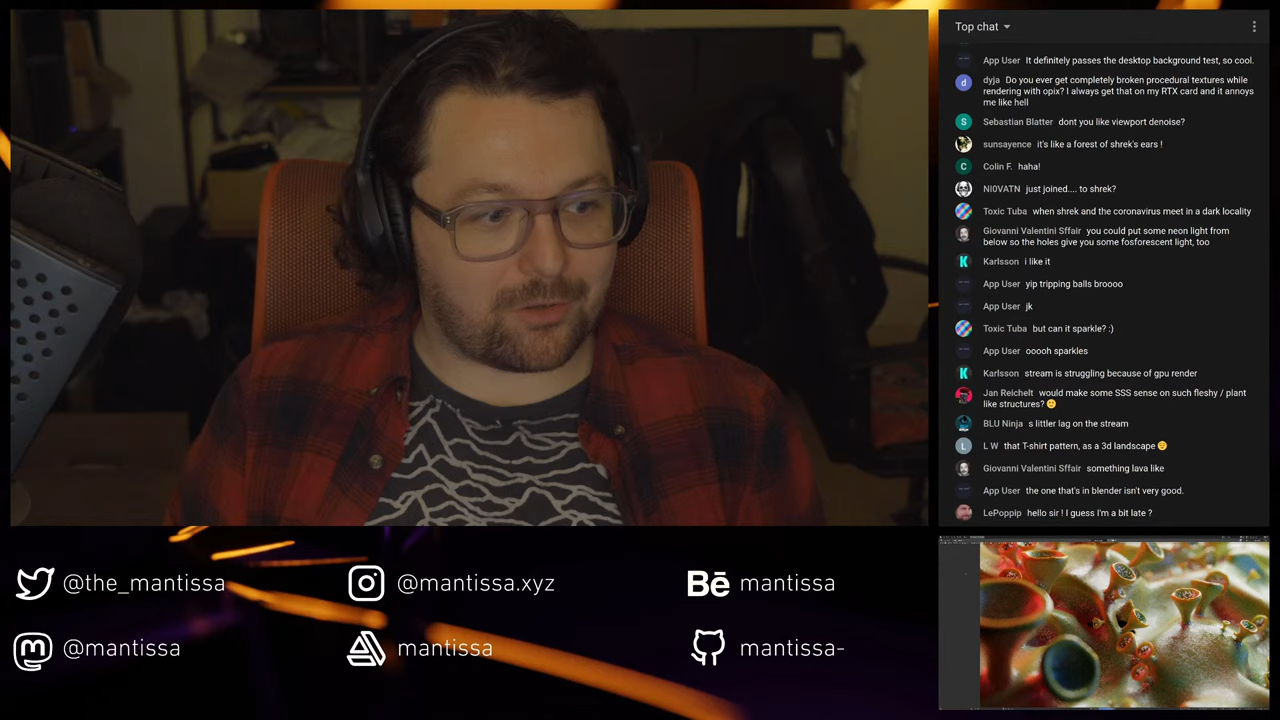 Top chat
App User It definitely passes the desktop background test, so cool.
d
dyja Do you ever get completely broken procedural textures while
rendering with opix? I always get that on my RTX card and it annoys
me like hell
S
Sebastian Blatter dont you like viewport denoise?
sunsayence it's like a forest of shrek's ears !
C
Colin F. haha!
NI0VATN just joined.... to shrek?
Toxic Tuba when shrek and the coronavirus meet in a dark locality
Giovanni Valentini Sffair you could put some neon light from
below so the holes give you some fosforescent light, too
K
Karlsson i like it
App User yip tripping balls broooo
App User jk
Toxic Tuba but can it sparkle? :)
App User ooooh sparkles
K
Karlsson stream is struggling because of gpu render
Jan Reichelt would make some SSS sense on such fleshy / plant
like structures? 🙂
BLU Ninja s littler lag on the stream
L
L W that T-shirt pattern, as a 3d landscape 😮
Giovanni Valentini Sffair something lava like
App User the one that's in blender isn't very good.
LePoppip hello sir ! I guess I'm a bit late ?
@the_mantissa
@mantissa.xyz
Bē mantissa
@mantissa
mantissa
mantissa-